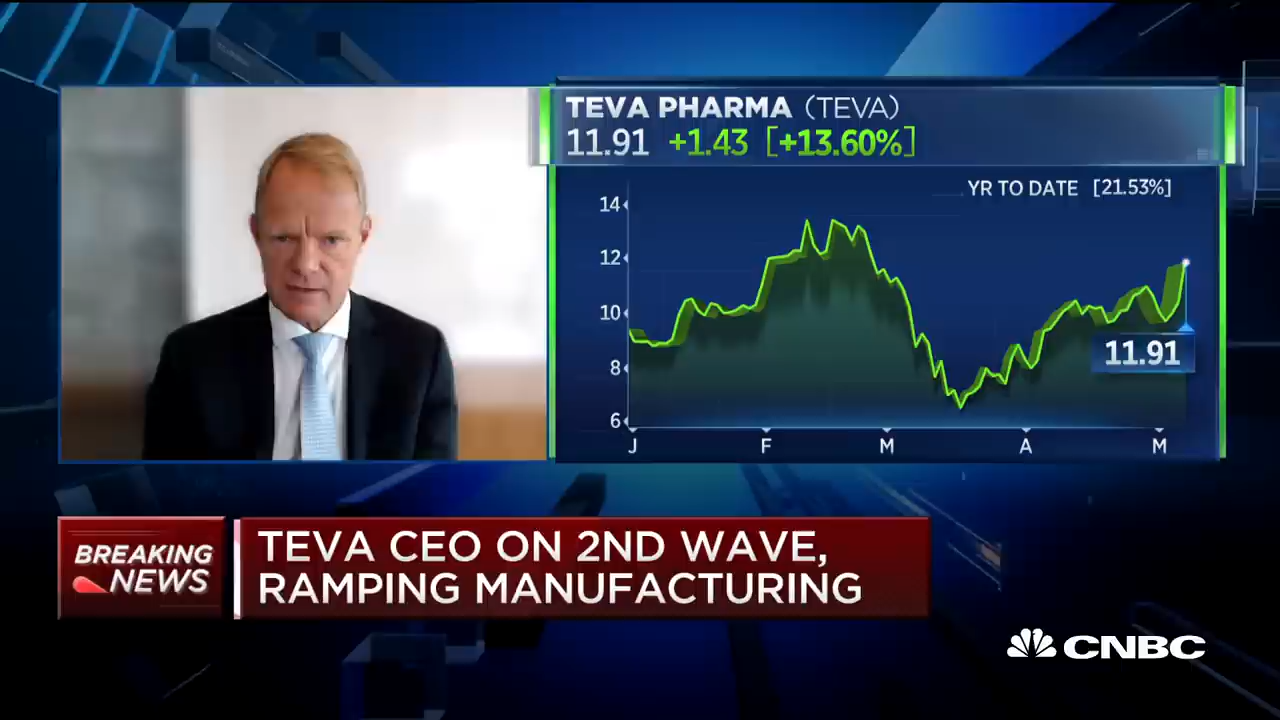 TEVA PHARMA (TEVA)
11.91 +1.43 [+13.60%]
YR TO DATE [21.53%]
14
12
10
8
6
11.91
J F M A M
BREAKING
NEWS
TEVA CEO ON 2ND WAVE,
RAMPING MANUFACTURING
CNBC